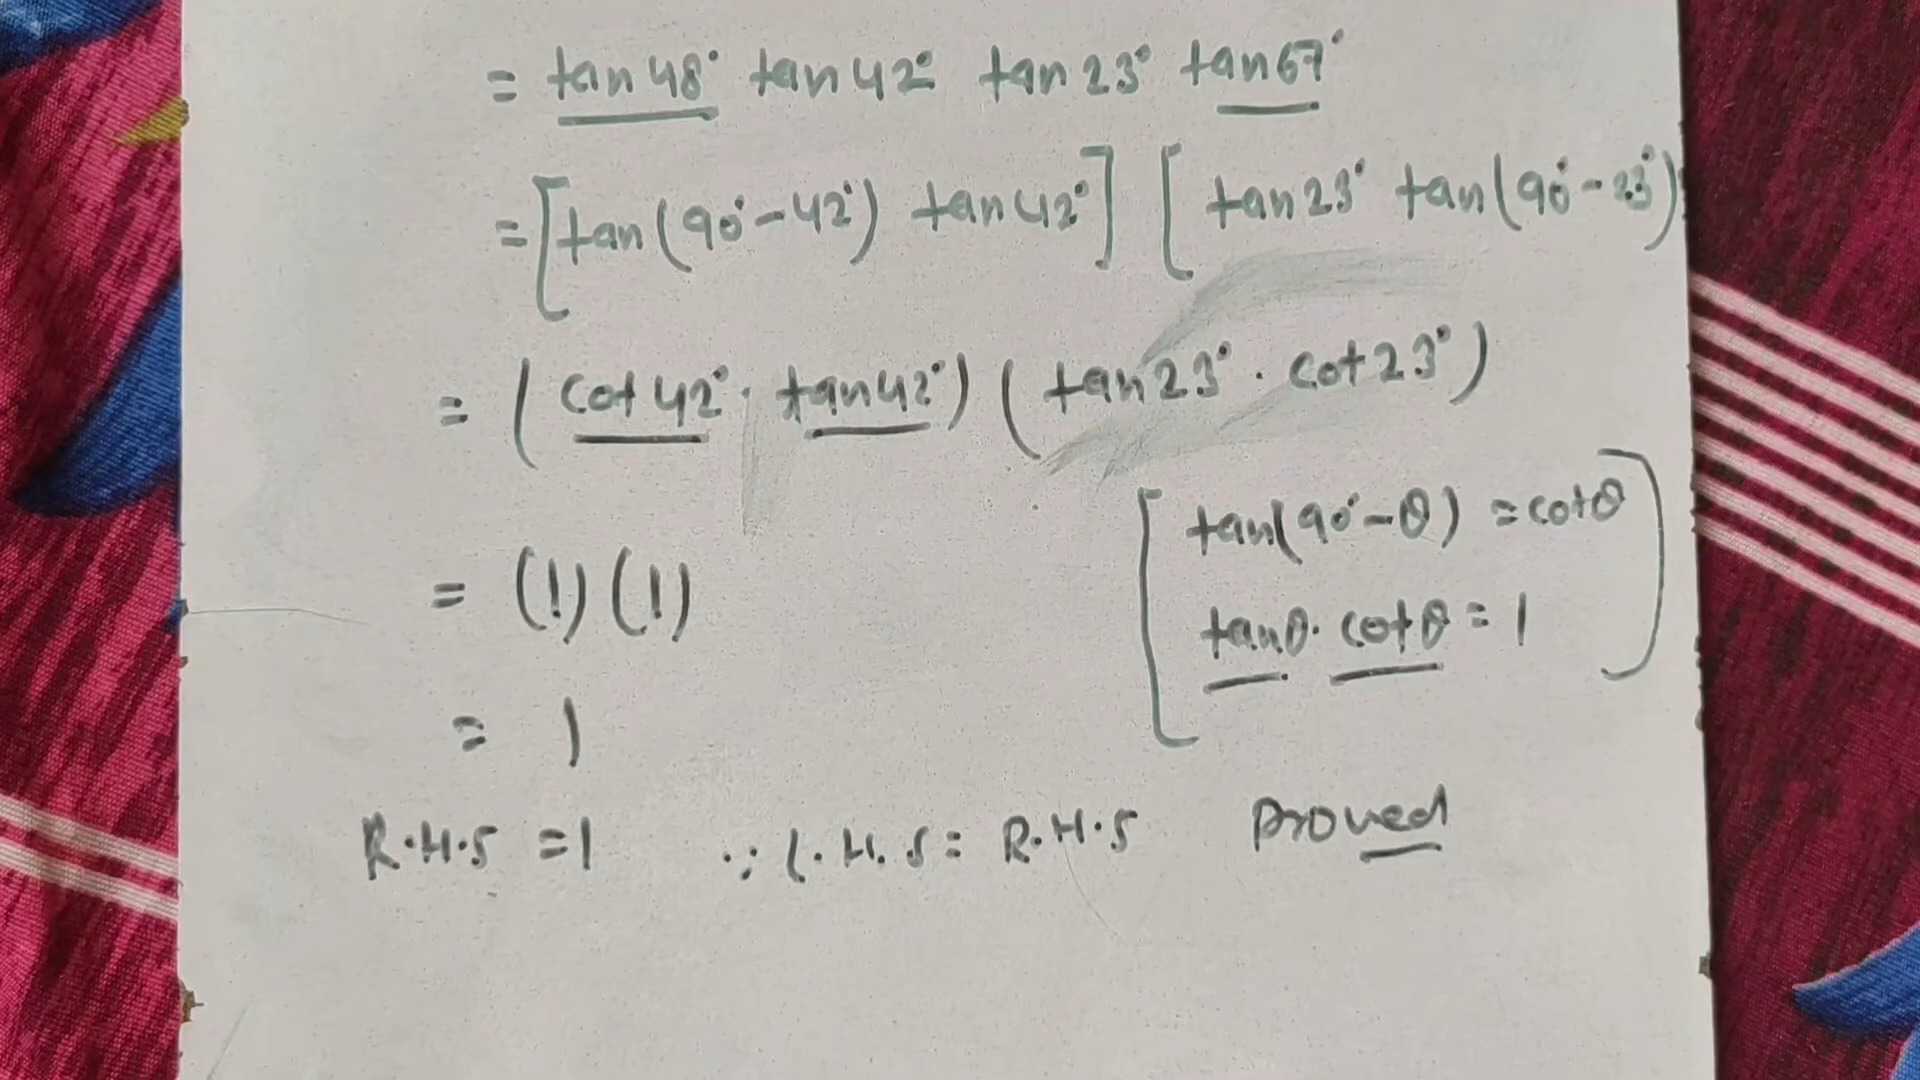 = tan 48° tan 42° tan 23° tan 67°
= [tan (90° - 42°) tan 42°] [tan 23° tan (90° - 23°)
= (cot 42° · tan 42°) (tan 23° · cot 23°)
[tan(90° - θ) = cot θ
tan θ · cot θ = 1]
= (1) (1)
= 1
R.H.S = 1 ∵ L.H.S = R.H.S Proved